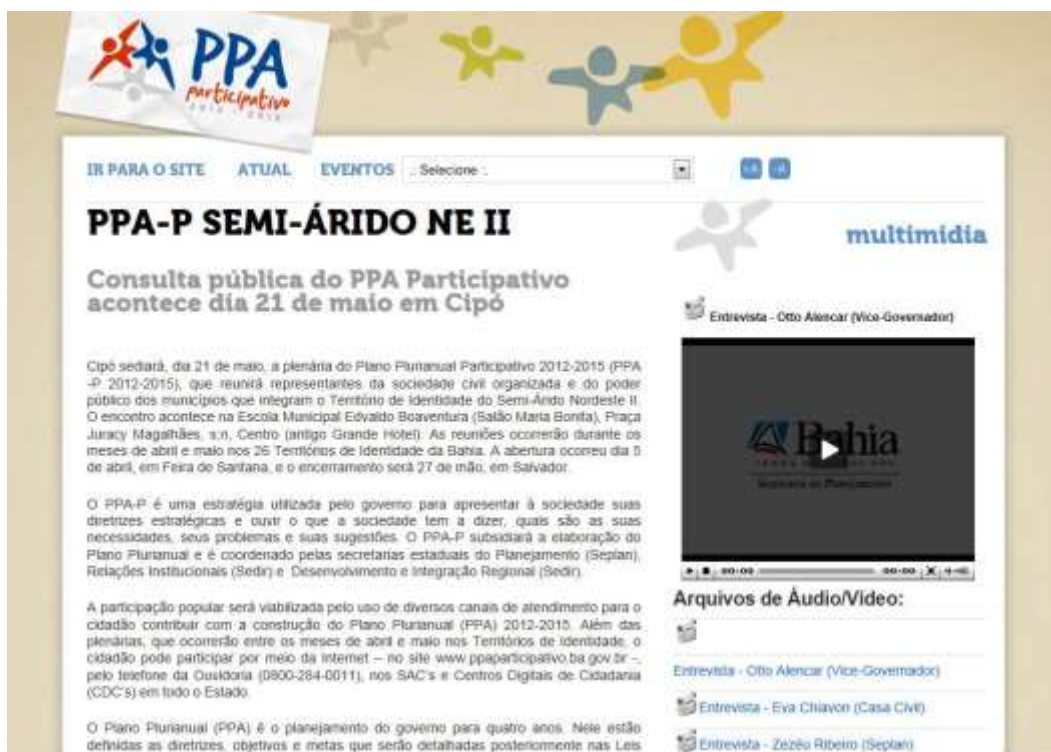 PPA
participativo
IR PARA O SITE ATUAL EVENTOS .: Selecione :.
PPA-P SEMI-ÁRIDO NE II
Consulta pública do PPA Participativo
acontece dia 21 de maio em Cipó
Cipó sediará, dia 21 de maio, a plenária do Plano Plurianual Participativo 2012-2015 (PPA
-P 2012-2015), que reunirá representantes da sociedade civil organizada e do poder
público dos municípios que integram o Território de Identidade do Semi-Árido Nordeste II.
O encontro acontece na Escola Municipal Edvaldo Boaventura (Salão Maria Bonita), Praça
Juracy Magalhães, s;n, Centro (antigo Grande Hotel). As reuniões ocorrerão durante os
meses de abril e maio nos 26 Territórios de Identidade da Bahia. A abertura ocorreu dia 5
de abril, em Feira de Santana, e o encerramento será 27 de mão, em Salvador.
O PPA-P é uma estratégia utilizada pelo governo para apresentar à sociedade suas
diretrizes estratégicas e ouvir o que a sociedade tem a dizer, quais são as suas
necessidades, seus problemas e suas sugestões. O PPA-P subsidiará a elaboração do
Plano Plurianual e é coordenado pelas secretarias estaduais do Planejamento (Seplan),
Relações Institucionais (Sedir) e Desenvolvimento e Integração Regional (Sedir).
A participação popular será viabilizada pelo uso de diversos canais de atendimento para o
cidadão contribuir com a construção do Plano Plurianual (PPA) 2012-2015. Além das
plenárias, que ocorrerão entre os meses de abril e maio nos Territórios de Identidade, o
cidadão pode participar por meio da Internet – no site www.ppaparticipativo.ba.gov.br –,
pelo telefone da Ouvidoria (0800-284-0011), nos SAC's e Centros Digitais de Cidadania
(CDC's) em todo o Estado.
O Plano Plurianual (PPA) é o planejamento do governo para quatro anos. Nele estão
definidas as diretrizes, objetivos e metas que serão detalhadas posteriormente nas Leis
multimídia
Entrevista - Otto Alencar (Vice-Governador)
Bahia
Secretaria do Planejamento
00:00 00:00
Arquivos de Áudio/Video:
Entrevista - Otto Alencar (Vice-Governador)
Entrevista - Eva Chiavon (Casa Civil)
Entrevista - Zezéu Ribeiro (Seplan)